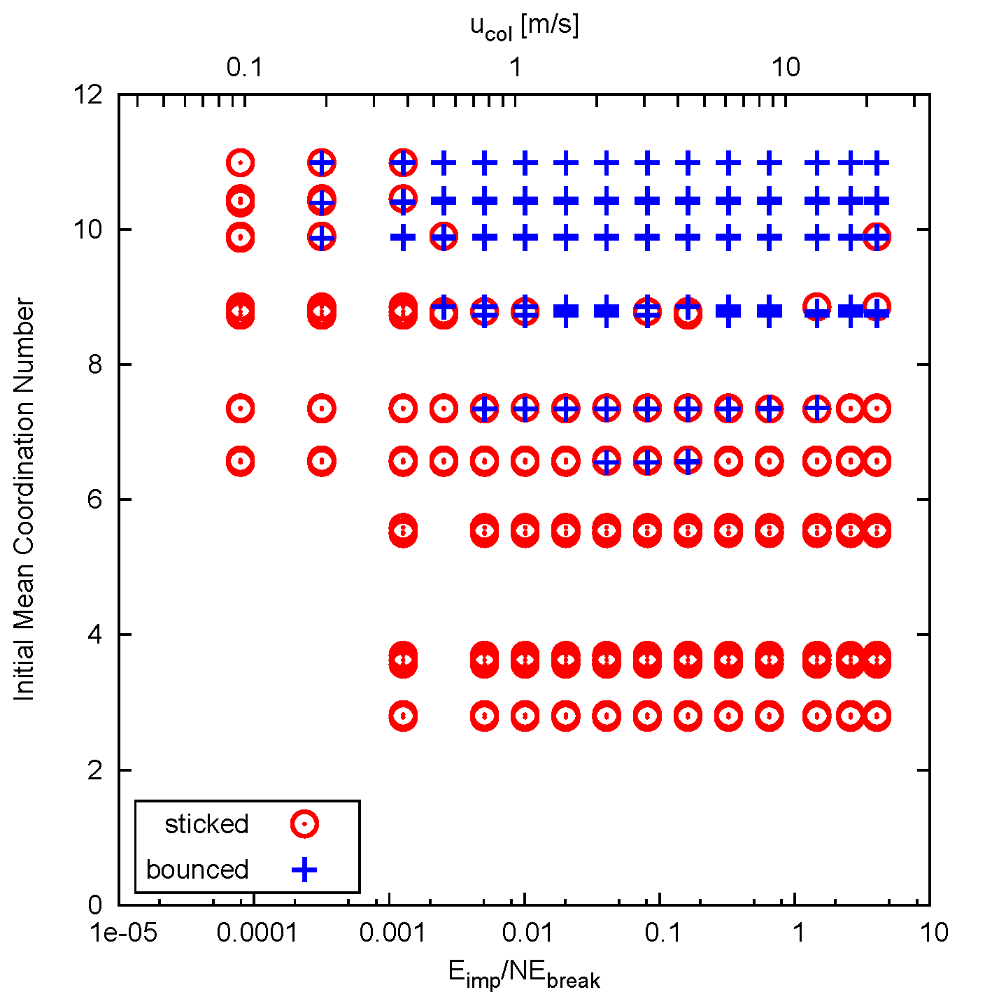 u_col [m/s]
0.1 1 10
12
10
8
6
4
2
0
Initial Mean Coordination Number
sticked
bounced
1e-05 0.0001 0.001 0.01 0.1 1 10
E_imp/NE_break